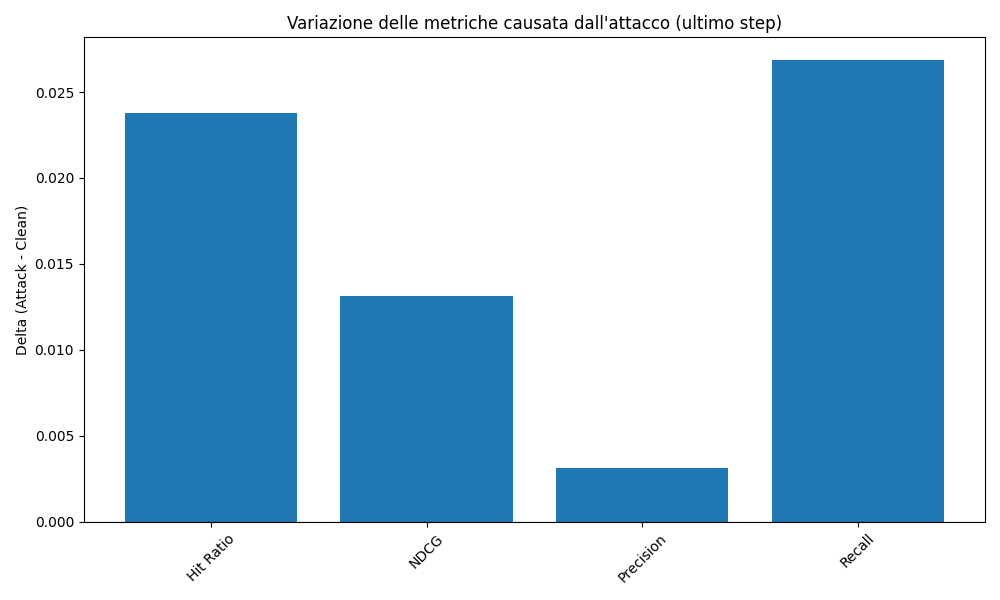 Variazione delle metriche causata dall'attacco (ultimo step)
Delta (Attack - Clean)
0.025
0.020
0.015
0.010
0.005
0.000
Hit Ratio
NDCG
Precision
Recall